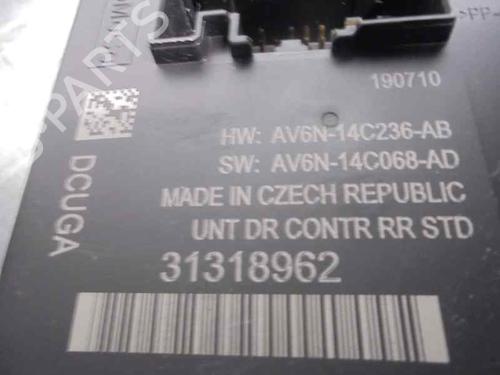 190710
HW: AV6N-14C236-AB
SW: AV6N-14C068-AD
MADE IN CZECH REPUBLIC
UNT DR CONTR RR STD
31318962
DCUGA